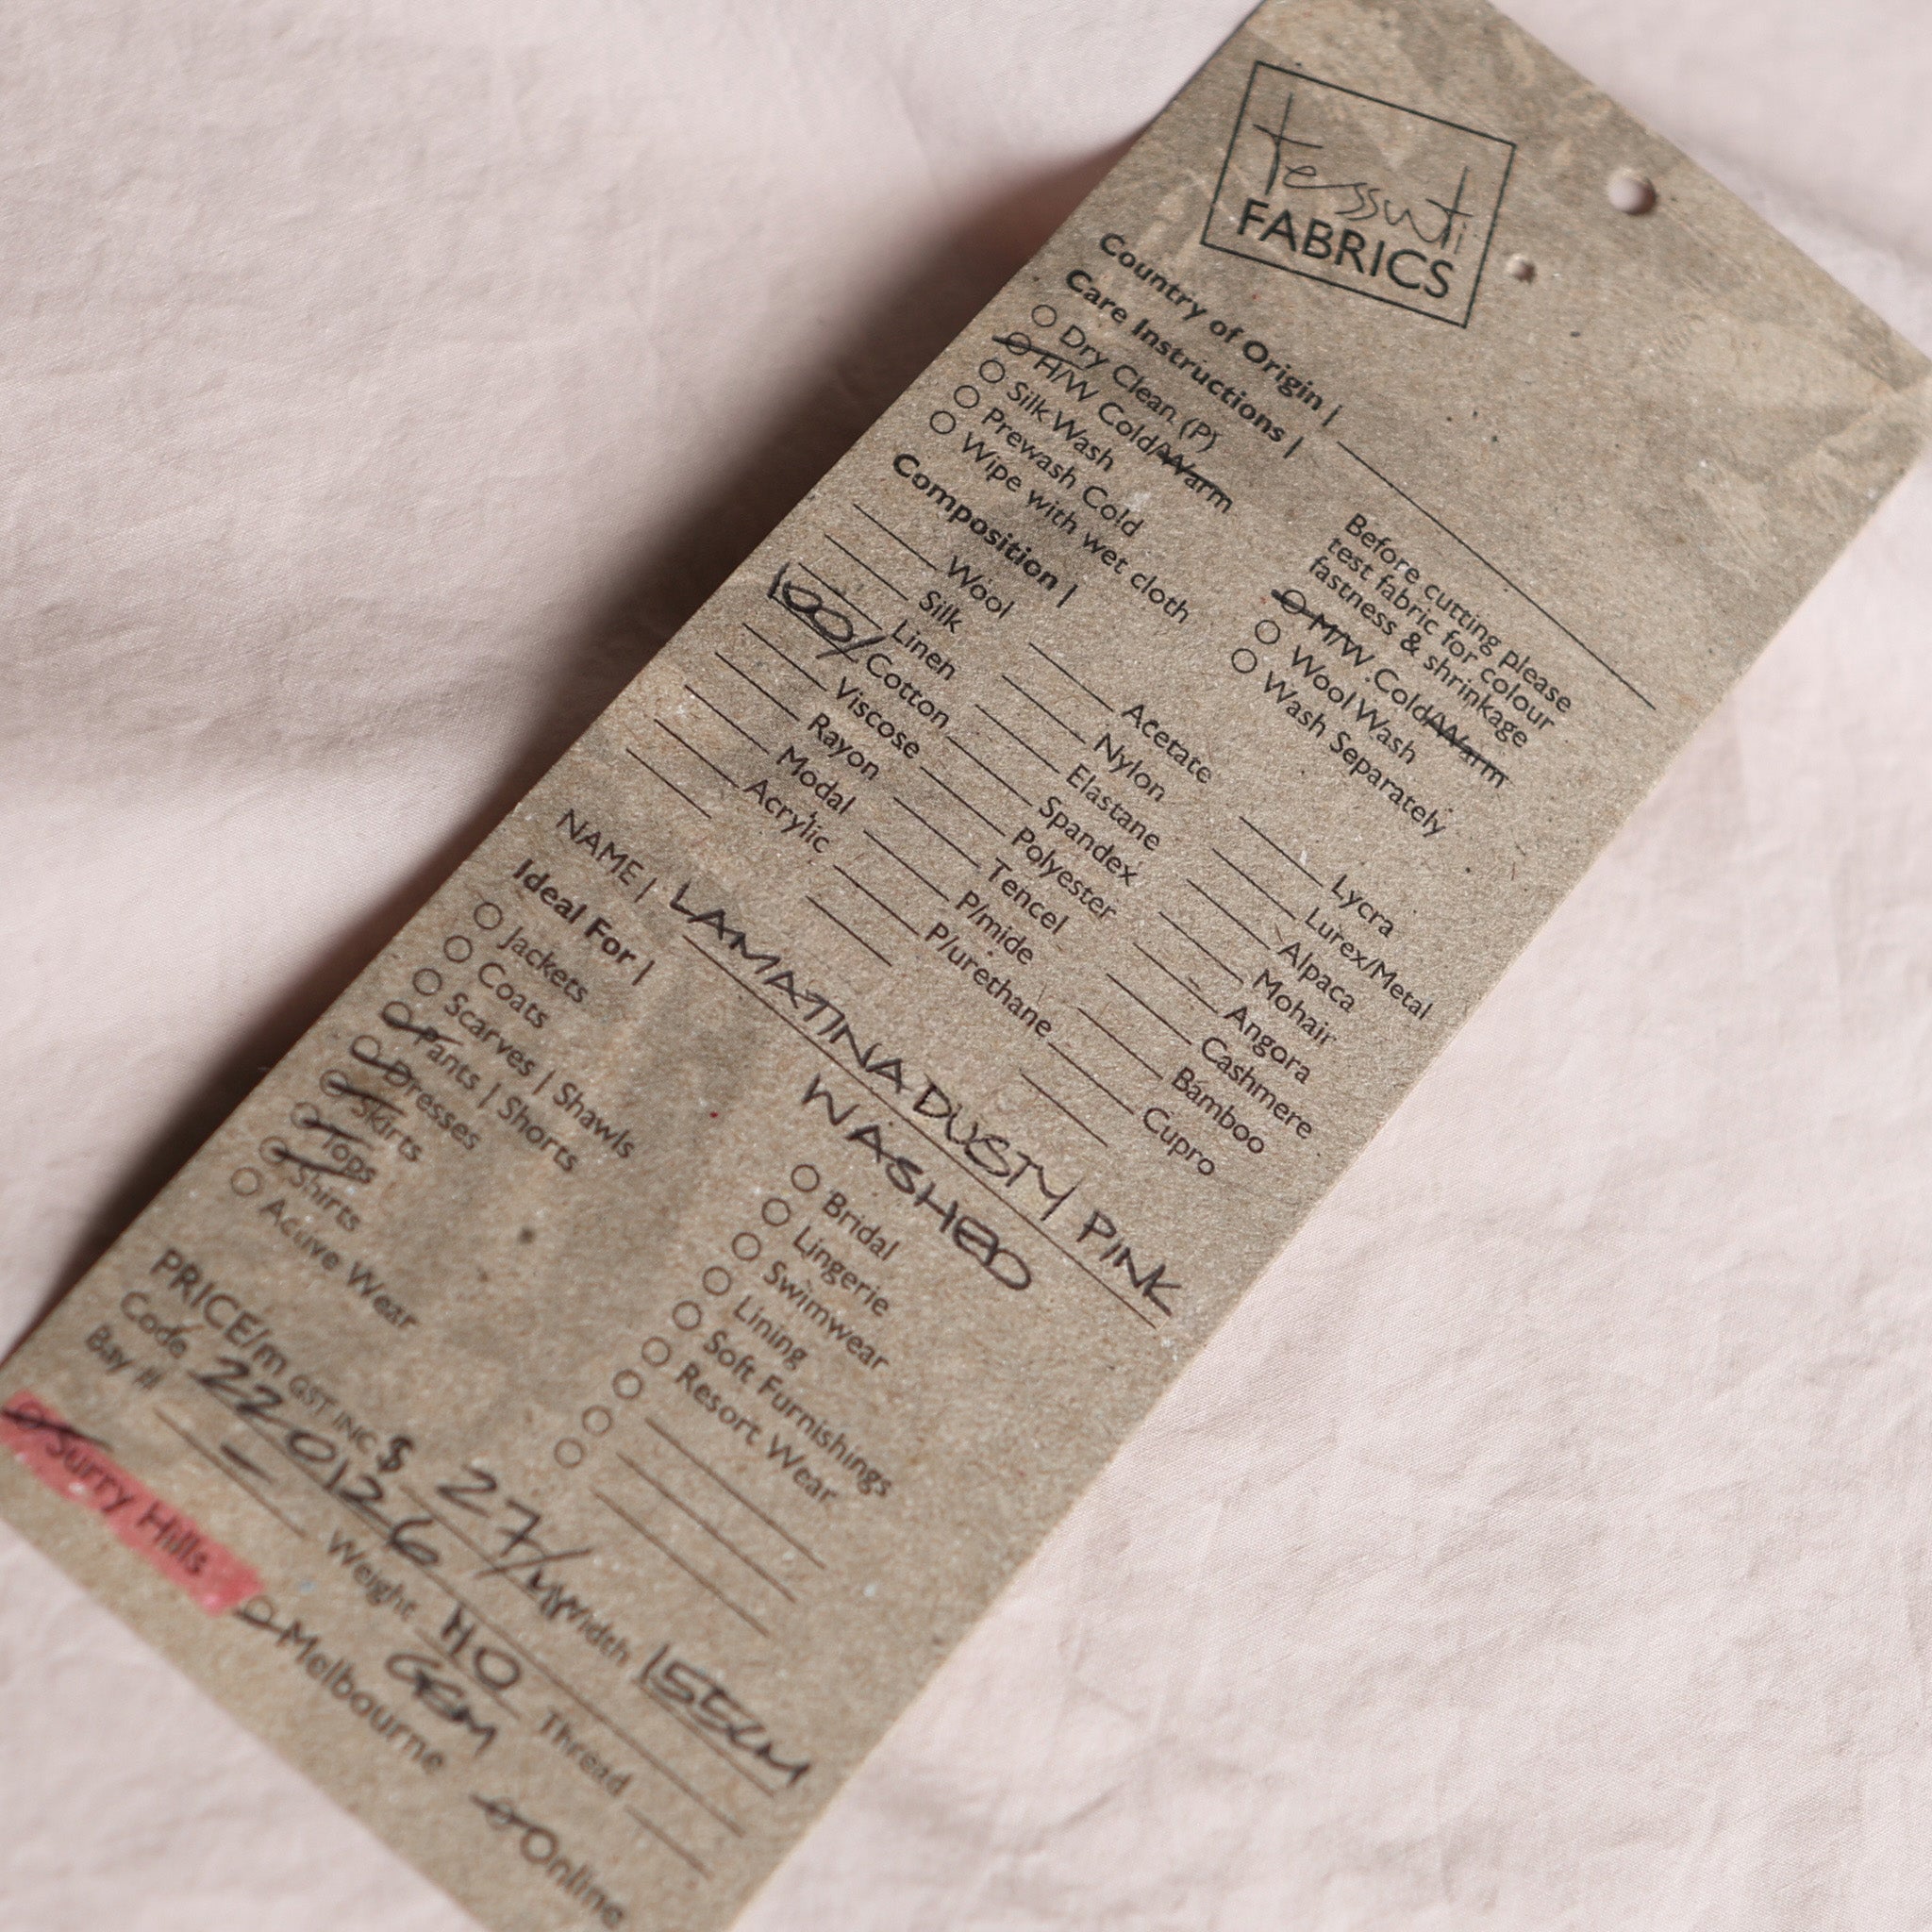 tessuti
FABRICS
Country of Origin |
Care Instructions |
Dry Clean (P)
H/W Cold/Warm
Silk Wash
Prewash Cold
Wipe with wet cloth
Before cutting please
test fabric for colour
fastness & shrinkage
M/W Cold/Warm
Wool Wash
Wash Separately
Composition |
Wool
Silk
Linen
100/ Cotton
Viscose
Rayon
Modal
Acrylic
Acetate
Nylon
Elastane
Spandex
Polyester
Tencel
P/mide
P/urethane
Lycra
Lurex/Metal
Alpaca
Mohair
Angora
Cashmere
Bamboo
Cupro
NAME | LAMATINA DUSTY PINK
WASHED
Ideal For |
Jackets
Coats
Scarves | Shawls
Pants | Shorts
Dresses
Skirts
Tops
Shirts
Active Wear
Bridal
Lingerie
Swimwear
Lining
Soft Furnishings
Resort Wear
PRICE/m GST INC $ 27/m Width 155cm
Code 220126 Weight 110 GSM Thread
Bay # -
Surry Hills Melbourne Online